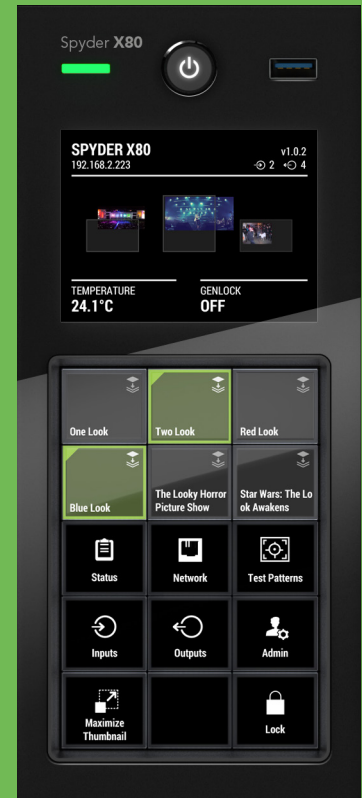 Spyder X80
SPYDER X80
v1.0.2
192.168.2.223
2 4
TEMPERATURE
GENLOCK
24.1°C
OFF
One Look
Two Look
Red Look
Blue Look
The Looky Horror
Picture Show
Star Wars: The Lo
ok Awakens
Status
Network
Test Patterns
Inputs
Outputs
Admin
Maximize
Thumbnail
Lock